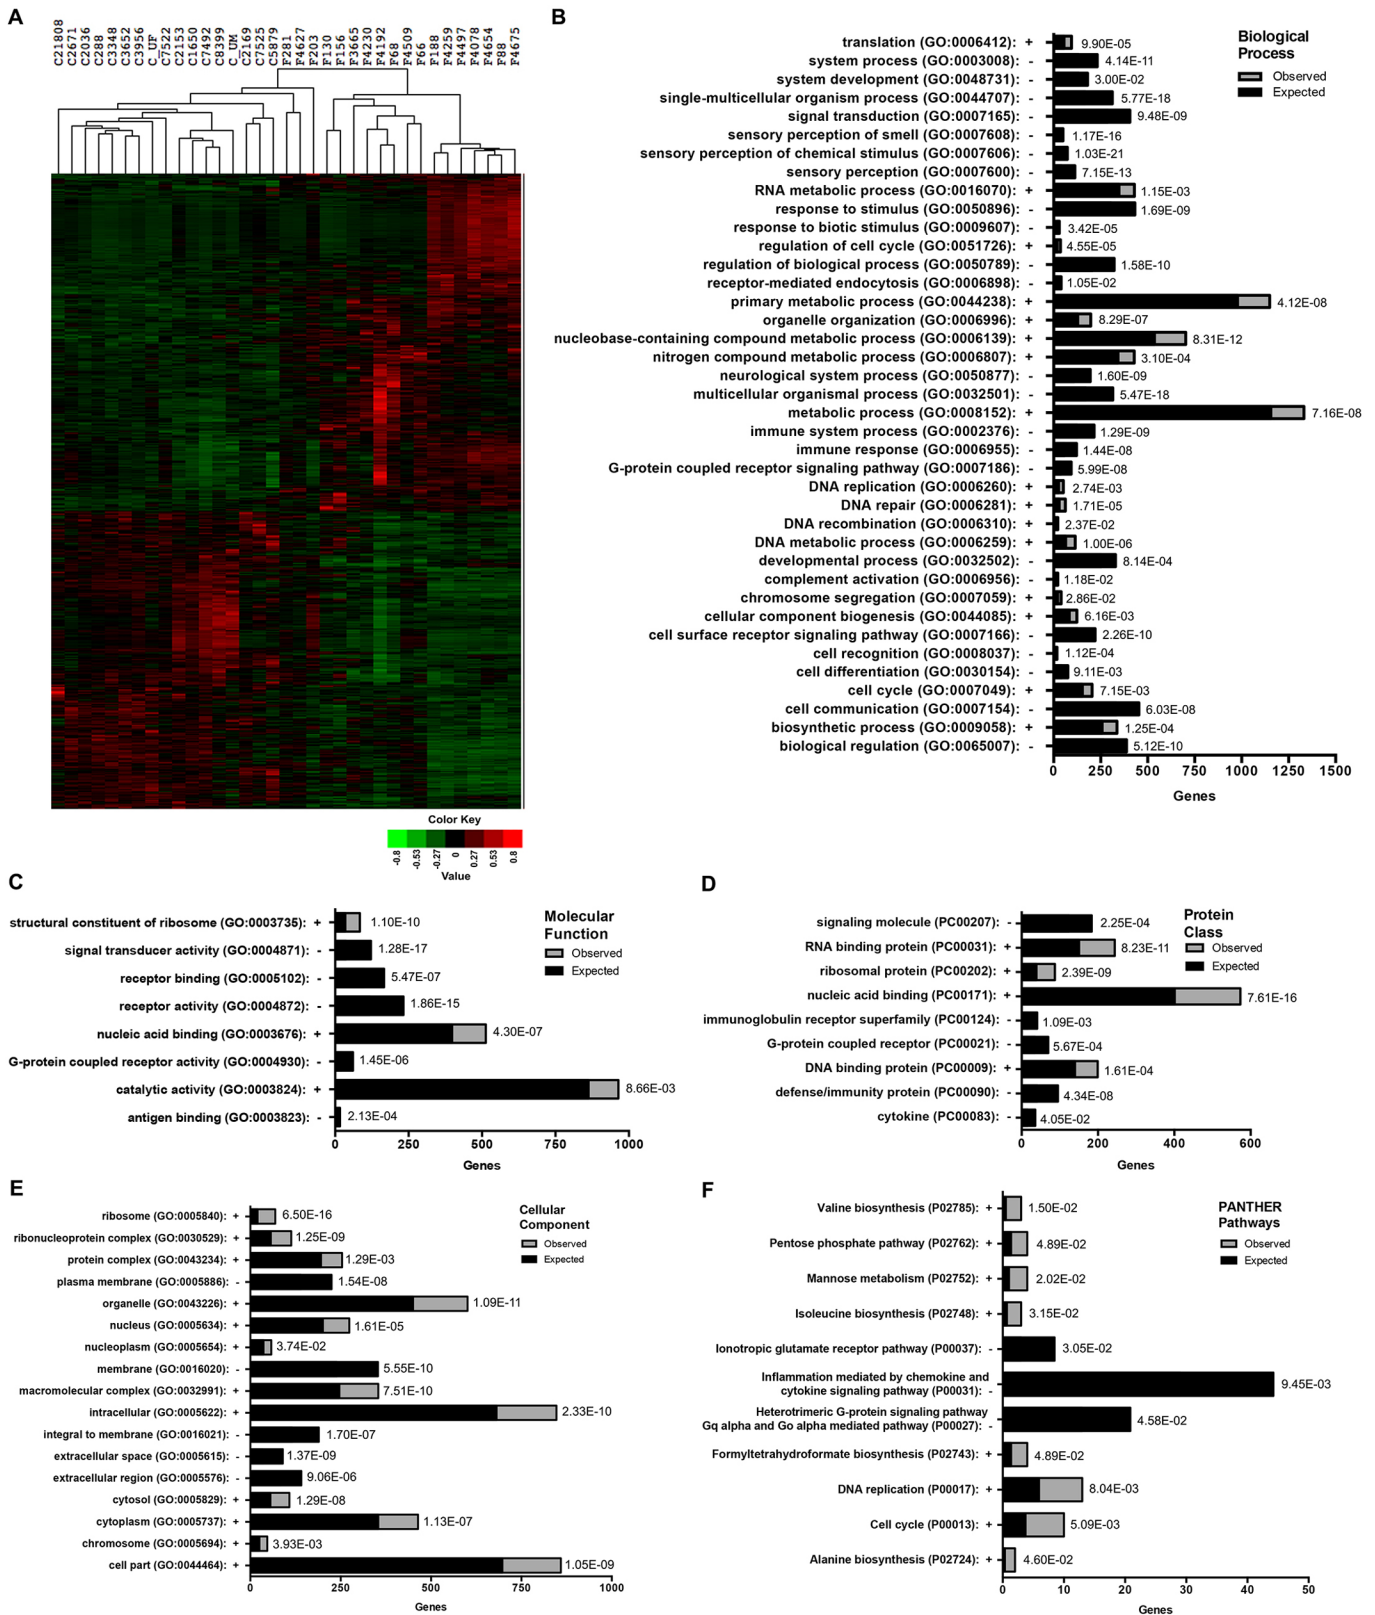 A
C21808
C2671
C2036
C288
C3348
C3652
C3956
C_UF
C7522
C2153
C1650
C7492
C8399
C_UM
C2169
C7525
C5879
F281
F4627
F203
F130
F156
F3665
F4230
F4192
F68
F4509
F66
F188
F4259
F4497
F4078
F4654
F88
F4675
Color Key
-0.8
-0.53
-0.27
0
0.27
0.53
0.8
Value
B
Biological
Process
Observed
Expected
translation (GO:0006412): + 9.90E-05
system process (GO:0003008): - 4.14E-11
system development (GO:0048731): - 3.00E-02
single-multicellular organism process (GO:0044707): - 5.77E-18
signal transduction (GO:0007165): - 9.48E-09
sensory perception of smell (GO:0007608): - 1.17E-16
sensory perception of chemical stimulus (GO:0007606): - 1.03E-21
sensory perception (GO:0007600): - 7.15E-13
RNA metabolic process (GO:0016070): + 1.15E-03
response to stimulus (GO:0050896): - 1.69E-09
response to biotic stimulus (GO:0009607): - 3.42E-05
regulation of cell cycle (GO:0051726): + 4.55E-05
regulation of biological process (GO:0050789): - 1.58E-10
receptor-mediated endocytosis (GO:0006898): - 1.05E-02
primary metabolic process (GO:0044238): + 4.12E-08
organelle organization (GO:0006996): + 8.29E-07
nucleobase-containing compound metabolic process (GO:0006139): + 8.31E-12
nitrogen compound metabolic process (GO:0006807): + 3.10E-04
neurological system process (GO:0050877): - 1.60E-09
multicellular organismal process (GO:0032501): - 5.47E-18
metabolic process (GO:0008152): + 7.16E-08
immune system process (GO:0002376): - 1.29E-09
immune response (GO:0006955): - 1.44E-08
G-protein coupled receptor signaling pathway (GO:0007186): - 5.99E-08
DNA replication (GO:0006260): + 2.74E-03
DNA repair (GO:0006281): + 1.71E-05
DNA recombination (GO:0006310): + 2.37E-02
DNA metabolic process (GO:0006259): + 1.00E-06
developmental process (GO:0032502): - 8.14E-04
complement activation (GO:0006956): - 1.18E-02
chromosome segregation (GO:0007059): + 2.86E-02
cellular component biogenesis (GO:0044085): + 6.16E-03
cell surface receptor signaling pathway (GO:0007166): - 2.26E-10
cell recognition (GO:0008037): - 1.12E-04
cell differentiation (GO:0030154): - 9.11E-03
cell cycle (GO:0007049): + 7.15E-03
cell communication (GO:0007154): - 6.03E-08
biosynthetic process (GO:0009058): + 1.25E-04
biological regulation (GO:0065007): - 5.12E-10
0 250 500 750 1000 1250 1500
Genes
C
Molecular
Function
Observed
Expected
structural constituent of ribosome (GO:0003735): + 1.10E-10
signal transducer activity (GO:0004871): - 1.28E-17
receptor binding (GO:0005102): - 5.47E-07
receptor activity (GO:0004872): - 1.86E-15
nucleic acid binding (GO:0003676): + 4.30E-07
G-protein coupled receptor activity (GO:0004930): - 1.45E-06
catalytic activity (GO:0003824): + 8.66E-03
antigen binding (GO:0003823): - 2.13E-04
0 250 500 750 1000
Genes
D
Protein
Class
Observed
Expected
signaling molecule (PC00207): - 2.25E-04
RNA binding protein (PC00031): + 8.23E-11
ribosomal protein (PC00202): + 2.39E-09
nucleic acid binding (PC00171): + 7.61E-16
immunoglobulin receptor superfamily (PC00124): - 1.09E-03
G-protein coupled receptor (PC00021): - 5.67E-04
DNA binding protein (PC00009): + 1.61E-04
defense/immunity protein (PC00090): - 4.34E-08
cytokine (PC00083): - 4.05E-02
0 200 400 600
Genes
E
Cellular
Component
Observed
Expected
ribosome (GO:0005840): + 6.50E-16
ribonucleoprotein complex (GO:0030529): + 1.25E-09
protein complex (GO:0043234): + 1.29E-03
plasma membrane (GO:0005886): - 1.54E-08
organelle (GO:0043226): + 1.09E-11
nucleus (GO:0005634): + 1.61E-05
nucleoplasm (GO:0005654): + 3.74E-02
membrane (GO:0016020): - 5.55E-10
macromolecular complex (GO:0032991): + 7.51E-10
intracellular (GO:0005622): + 2.33E-10
integral to membrane (GO:0016021): - 1.70E-07
extracellular space (GO:0005615): - 1.37E-09
extracellular region (GO:0005576): - 9.06E-06
cytosol (GO:0005829): + 1.29E-08
cytoplasm (GO:0005737): + 1.13E-07
chromosome (GO:0005694): + 3.93E-03
cell part (GO:0044464): + 1.05E-09
0 250 500 750 1000
Genes
F
PANTHER
Pathways
Observed
Expected
Valine biosynthesis (P02785): + 1.50E-02
Pentose phosphate pathway (P02762): + 4.89E-02
Mannose metabolism (P02752): + 2.02E-02
Isoleucine biosynthesis (P02748): + 3.15E-02
Ionotropic glutamate receptor pathway (P00037): - 3.05E-02
Inflammation mediated by chemokine and
cytokine signaling pathway (P00031): - 9.45E-03
Heterotrimeric G-protein signaling pathway
Gq alpha and Go alpha mediated pathway (P00027): - 4.58E-02
Formyltetrahydroformate biosynthesis (P02743): + 4.89E-02
DNA replication (P00017): + 8.04E-03
Cell cycle (P00013): + 5.09E-03
Alanine biosynthesis (P02724): + 4.60E-02
0 10 20 30 40 50
Genes